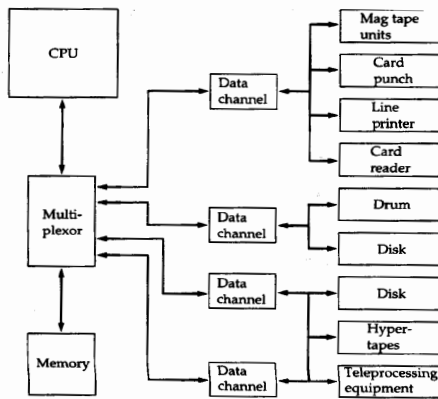 CPU
Multi-
plexor
Memory
Data
channel
Data
channel
Data
channel
Data
channel
Mag tape
units
Card
punch
Line
printer
Card
reader
Drum
Disk
Disk
Hyper-
tapes
Teleprocessing
equipment